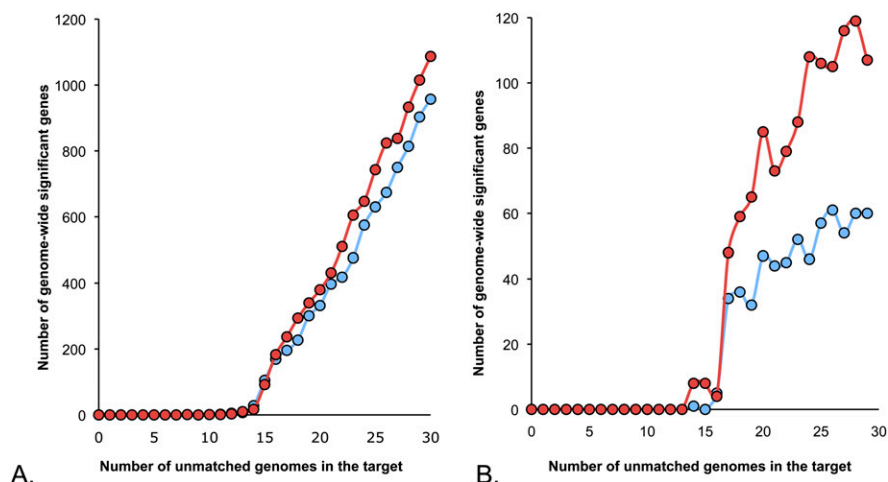 1200
1000
800
600
400
200
0
Number of genome-wide significant genes
0 5 10 15 20 25 30
Number of unmatched genomes in the target
A.
120
100
80
60
40
20
0
Number of genome-wide significant genes
0 5 10 15 20 25 30
Number of unmatched genomes in the target
B.